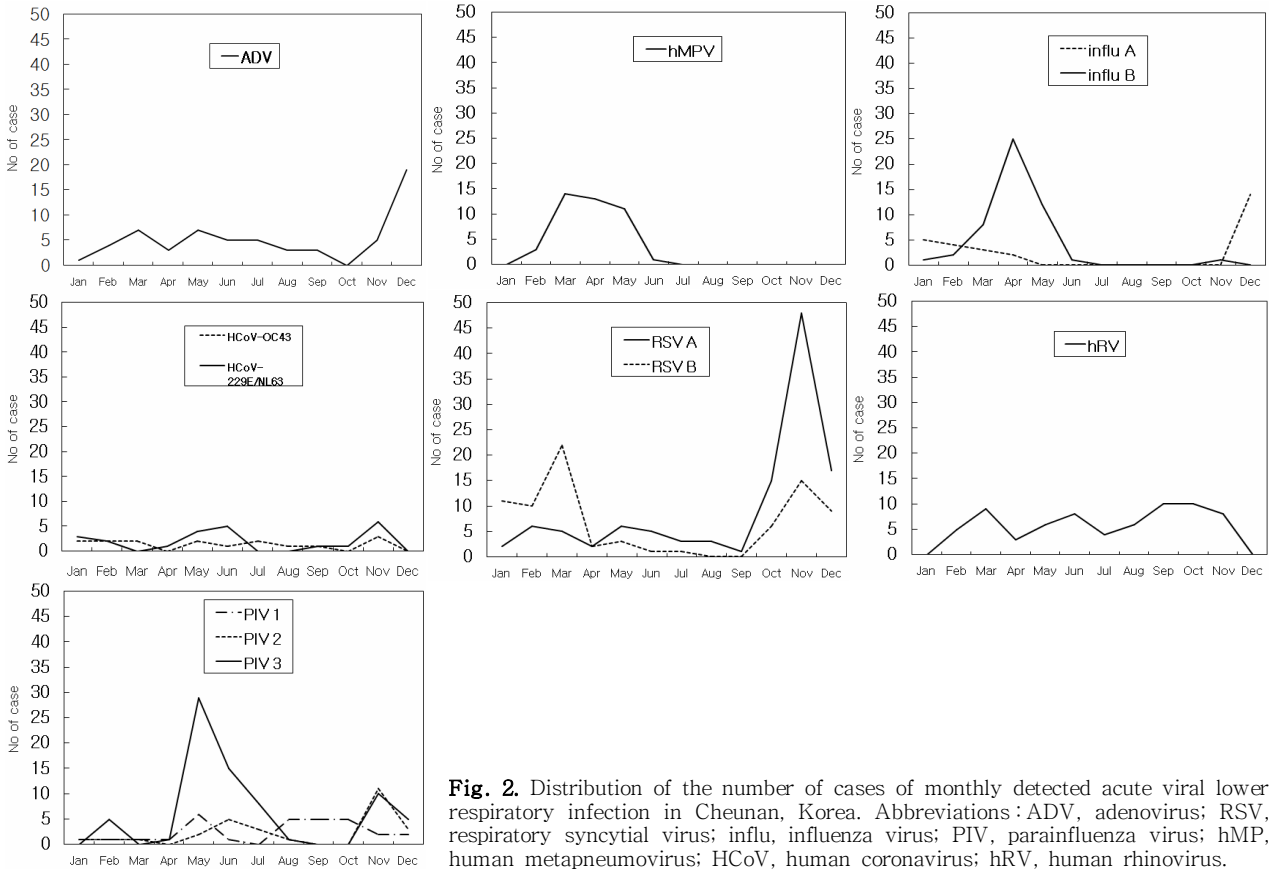 50
45
40
35
30
25
20
15
10
5
0
No of case
ADV
Jan Feb Mar Apr May Jun Jul Aug Sep Oct Nov Dec
50
45
40
35
30
25
20
15
10
5
0
No of case
hMPV
Jan Feb Mar Apr May Jun Jul Aug Sep Oct Nov Dec
50
45
40
35
30
25
20
15
10
5
0
No of case
influ A
influ B
Jan Feb Mar Apr May Jun Jul Aug Sep Oct Nov Dec
50
45
40
35
30
25
20
15
10
5
0
No of case
HCoV-OC43
HCoV-
229E/NL63
Jan Feb Mar Apr May Jun Jul Aug Sep Oct Nov Dec
50
45
40
35
30
25
20
15
10
5
0
No of case
RSV A
RSV B
Jan Feb Mar Apr May Jun Jul Aug Sep Oct Nov Dec
50
45
40
35
30
25
20
15
10
5
0
No of case
hRV
Jan Feb Mar Apr May Jun Jul Aug Sep Oct Nov Dec
50
45
40
35
30
25
20
15
10
5
0
No of case
PIV 1
PIV 2
PIV 3
Jan Feb Mar Apr May Jun Jul Aug Sep Oct Nov Dec
Fig. 2. Distribution of the number of cases of monthly detected acute viral lower
respiratory infection in Cheunan, Korea. Abbreviations : ADV, adenovirus; RSV,
respiratory syncytial virus; influ, influenza virus; PIV, parainfluenza virus; hMP,
human metapneumovirus; HCoV, human coronavirus; hRV, human rhinovirus.